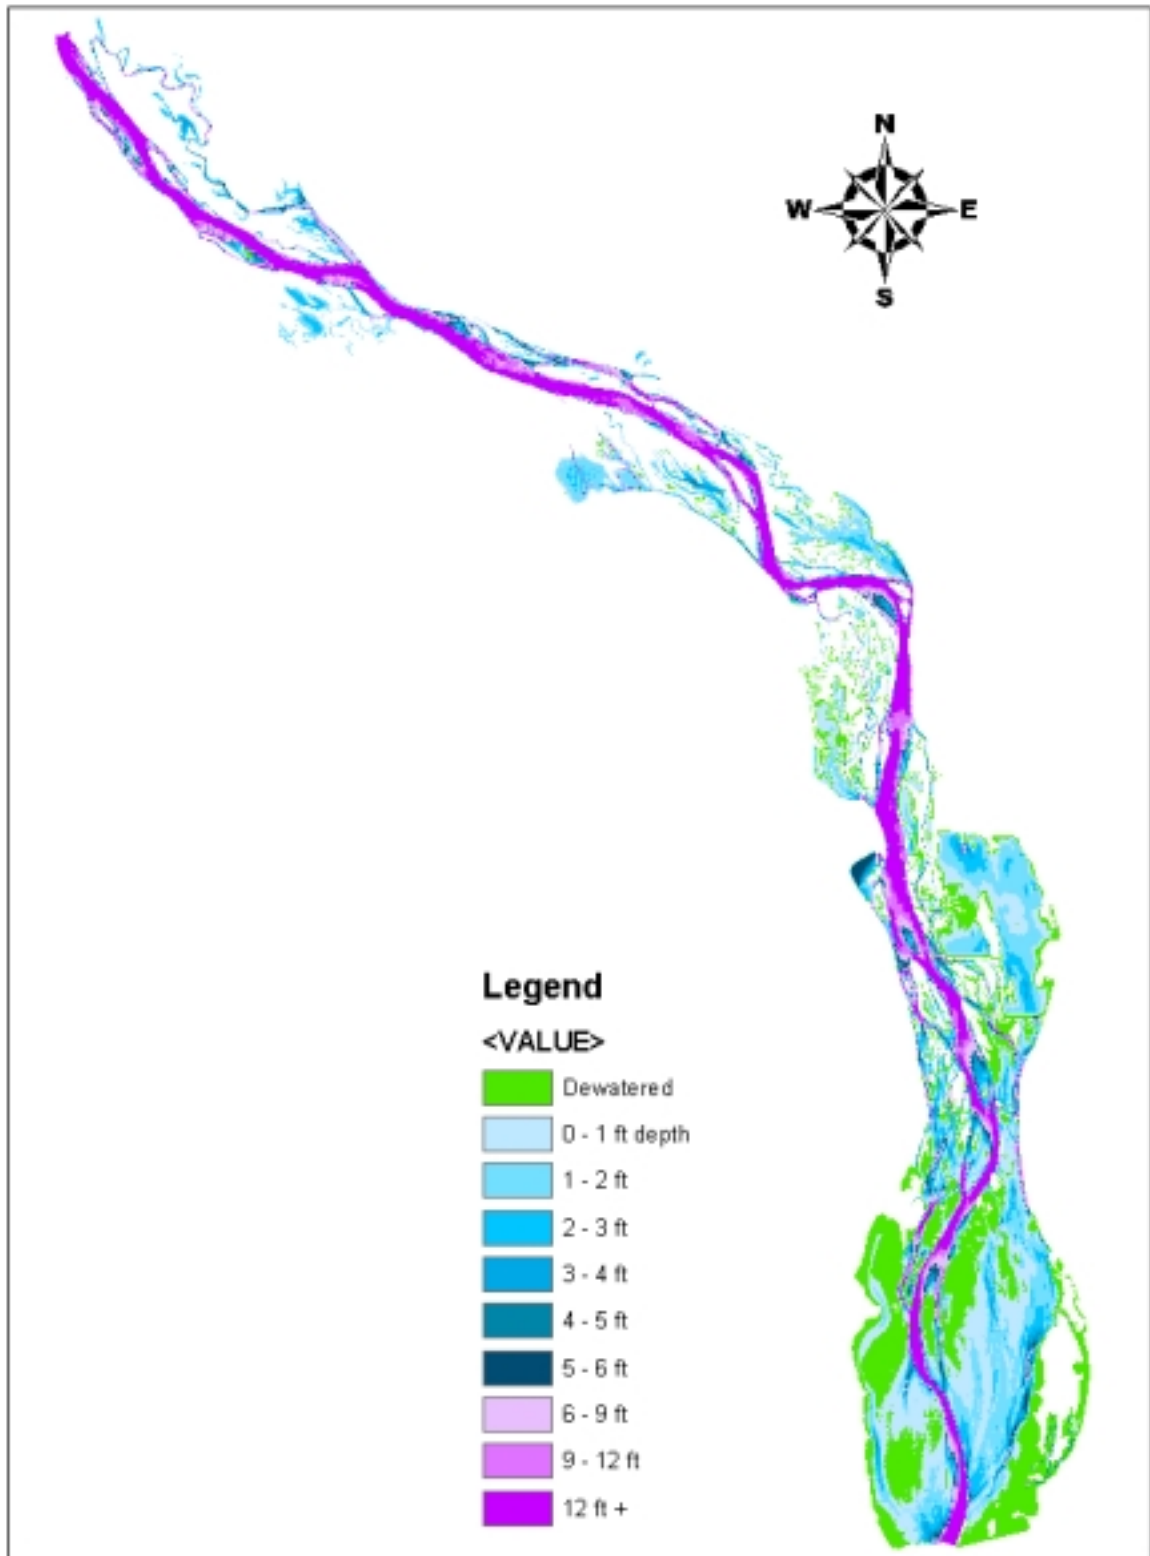 N
W E
S
Legend
<VALUE>
Dewatered
0 - 1 ft depth
1 - 2 ft
2 - 3 ft
3 - 4 ft
4 - 5 ft
5 - 6 ft
6 - 9 ft
9 - 12 ft
12 ft +